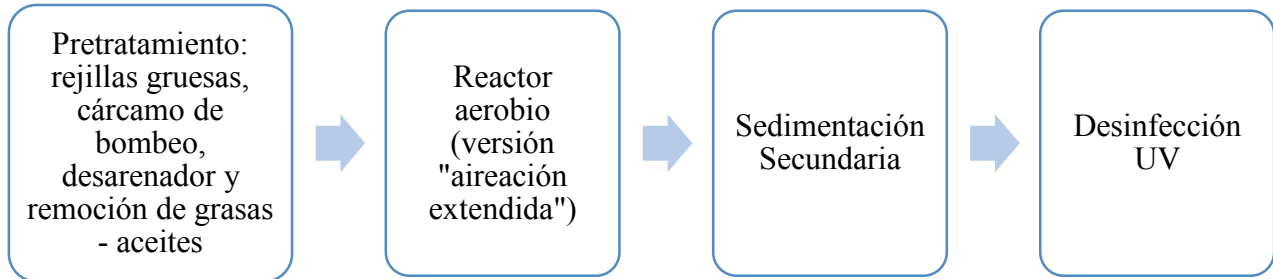 Pretratamiento:
rejillas gruesas,
cárcamo de
bombeo,
desarenador y
remoción de grasas
- aceites
Reactor
aerobio
(versión
"aireación
extendida")
Sedimentación
Secundaria
Desinfección
UV